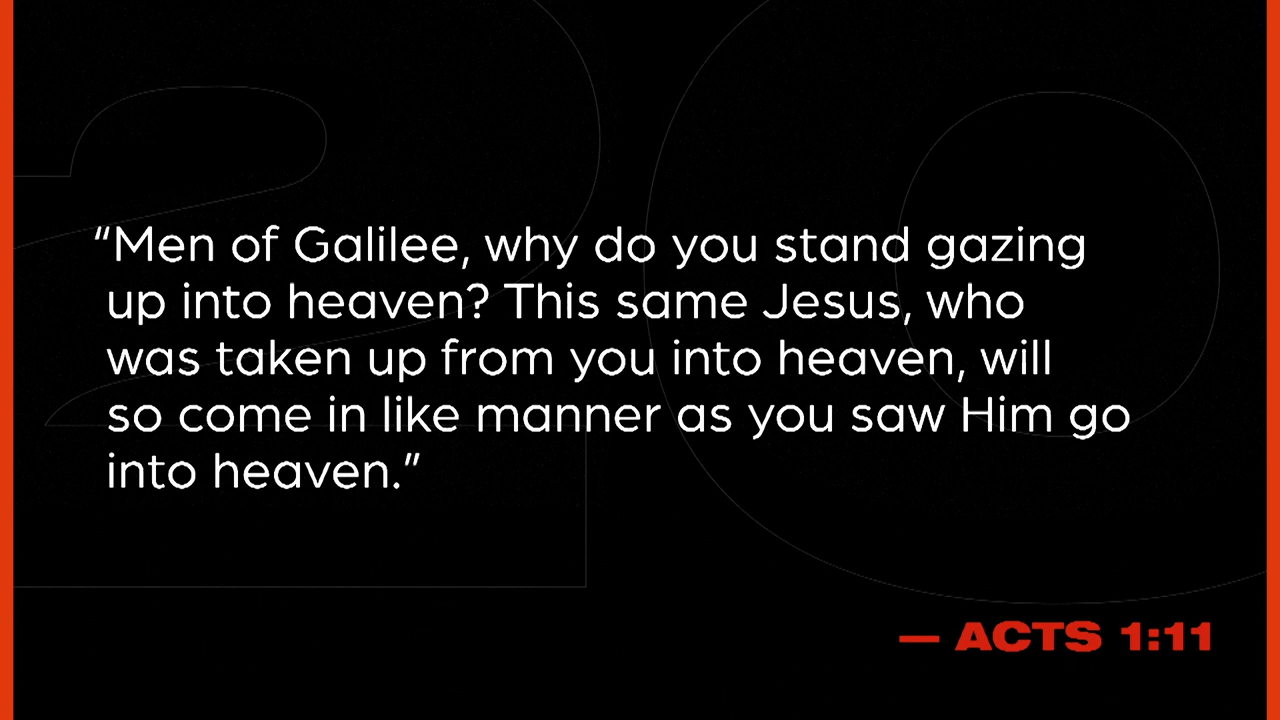 “Men of Galilee, why do you stand gazing
up into heaven? This same Jesus, who
was taken up from you into heaven, will
so come in like manner as you saw Him go
into heaven.”
— ACTS 1:11
20